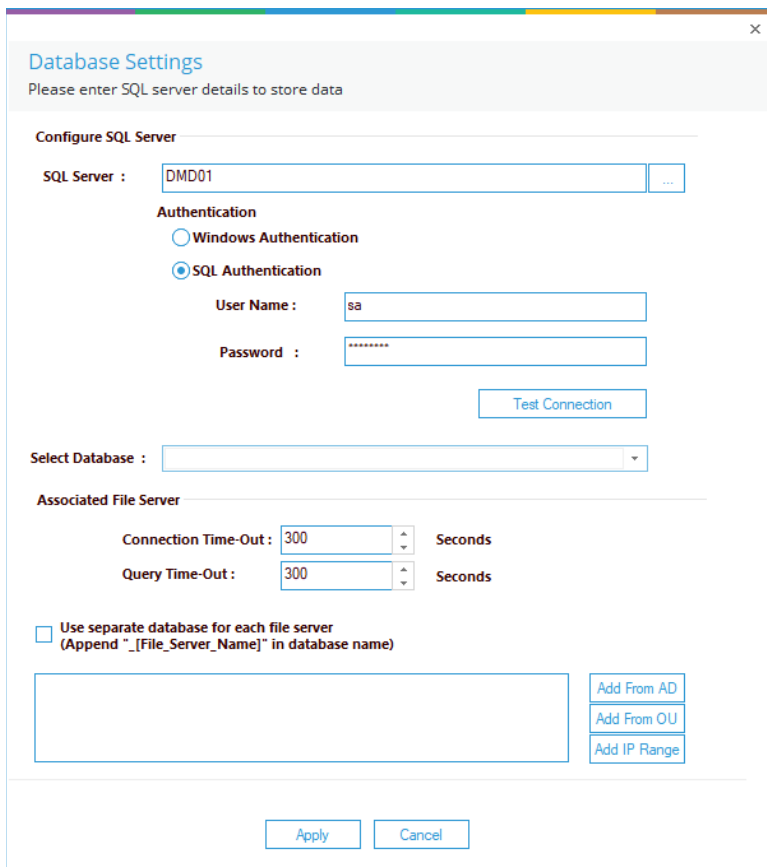 Database Settings
Please enter SQL server details to store data
Configure SQL Server
SQL Server : DMD01 ...
Authentication
Windows Authentication
SQL Authentication
User Name : sa
Password : ********
Test Connection
Select Database :
Associated File Server
Connection Time-Out : 300 Seconds
Query Time-Out : 300 Seconds
Use separate database for each file server
(Append "_[File_Server_Name]" in database name)
Add From AD
Add From OU
Add IP Range
Apply Cancel